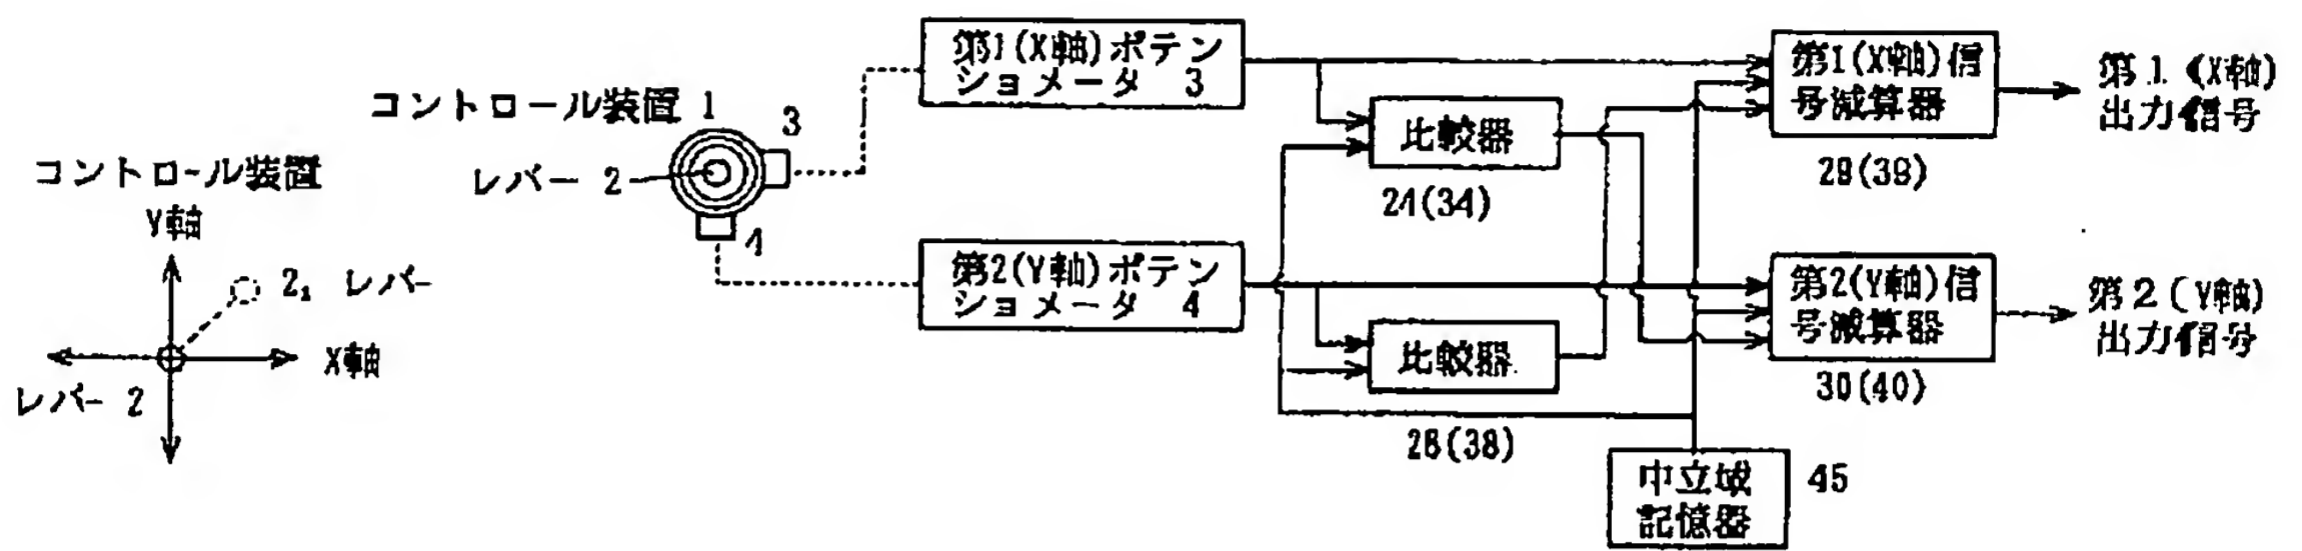 コントロール装置
Y軸
2₁ レバー
X軸
レバー 2
コントロール装置 1
3
レバー 2
4
第1(X軸)ポテン
ショメータ 3
第2(Y軸)ポテン
ショメータ 4
比較器
24(34)
比較器
28(38)
第1(X軸)信
号減算器
29(39)
第2(Y軸)信
号減算器
30(40)
中立域
記憶器
45
第1(X軸)
出力信号
第2(Y軸)
出力信号